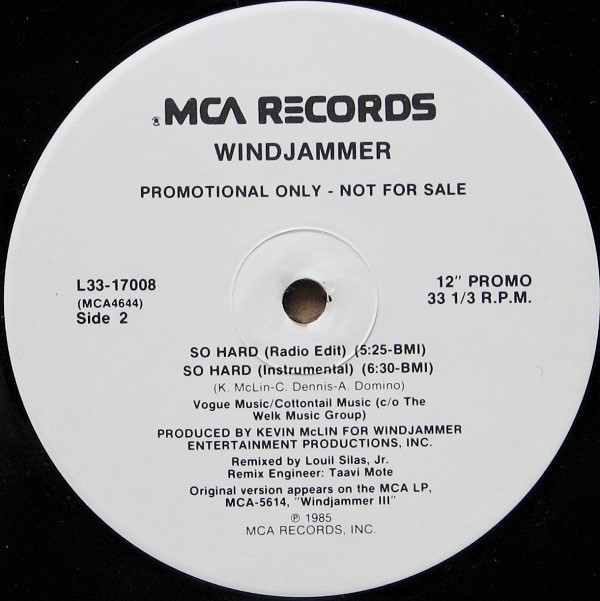 MCA RECORDS
WINDJAMMER
PROMOTIONAL ONLY - NOT FOR SALE
L33-17008
(MCA4644)
Side 2
12" PROMO
33 1/3 R.P.M.
SO HARD (Radio Edit) (5:25-BMI)
SO HARD (Instrumental) (6:30-BMI)
(K. McLin-C. Dennis-A. Domino)
Vogue Music/Cottontail Music (c/o The
Welk Music Group)
PRODUCED BY KEVIN McLIN FOR WINDJAMMER
ENTERTAINMENT PRODUCTIONS, INC.
Remixed by Louil Silas, Jr.
Remix Engineer: Taavi Mote
Original version appears on the MCA LP,
MCA-5614, "Windjammer III"
℗ 1985
MCA RECORDS, INC.